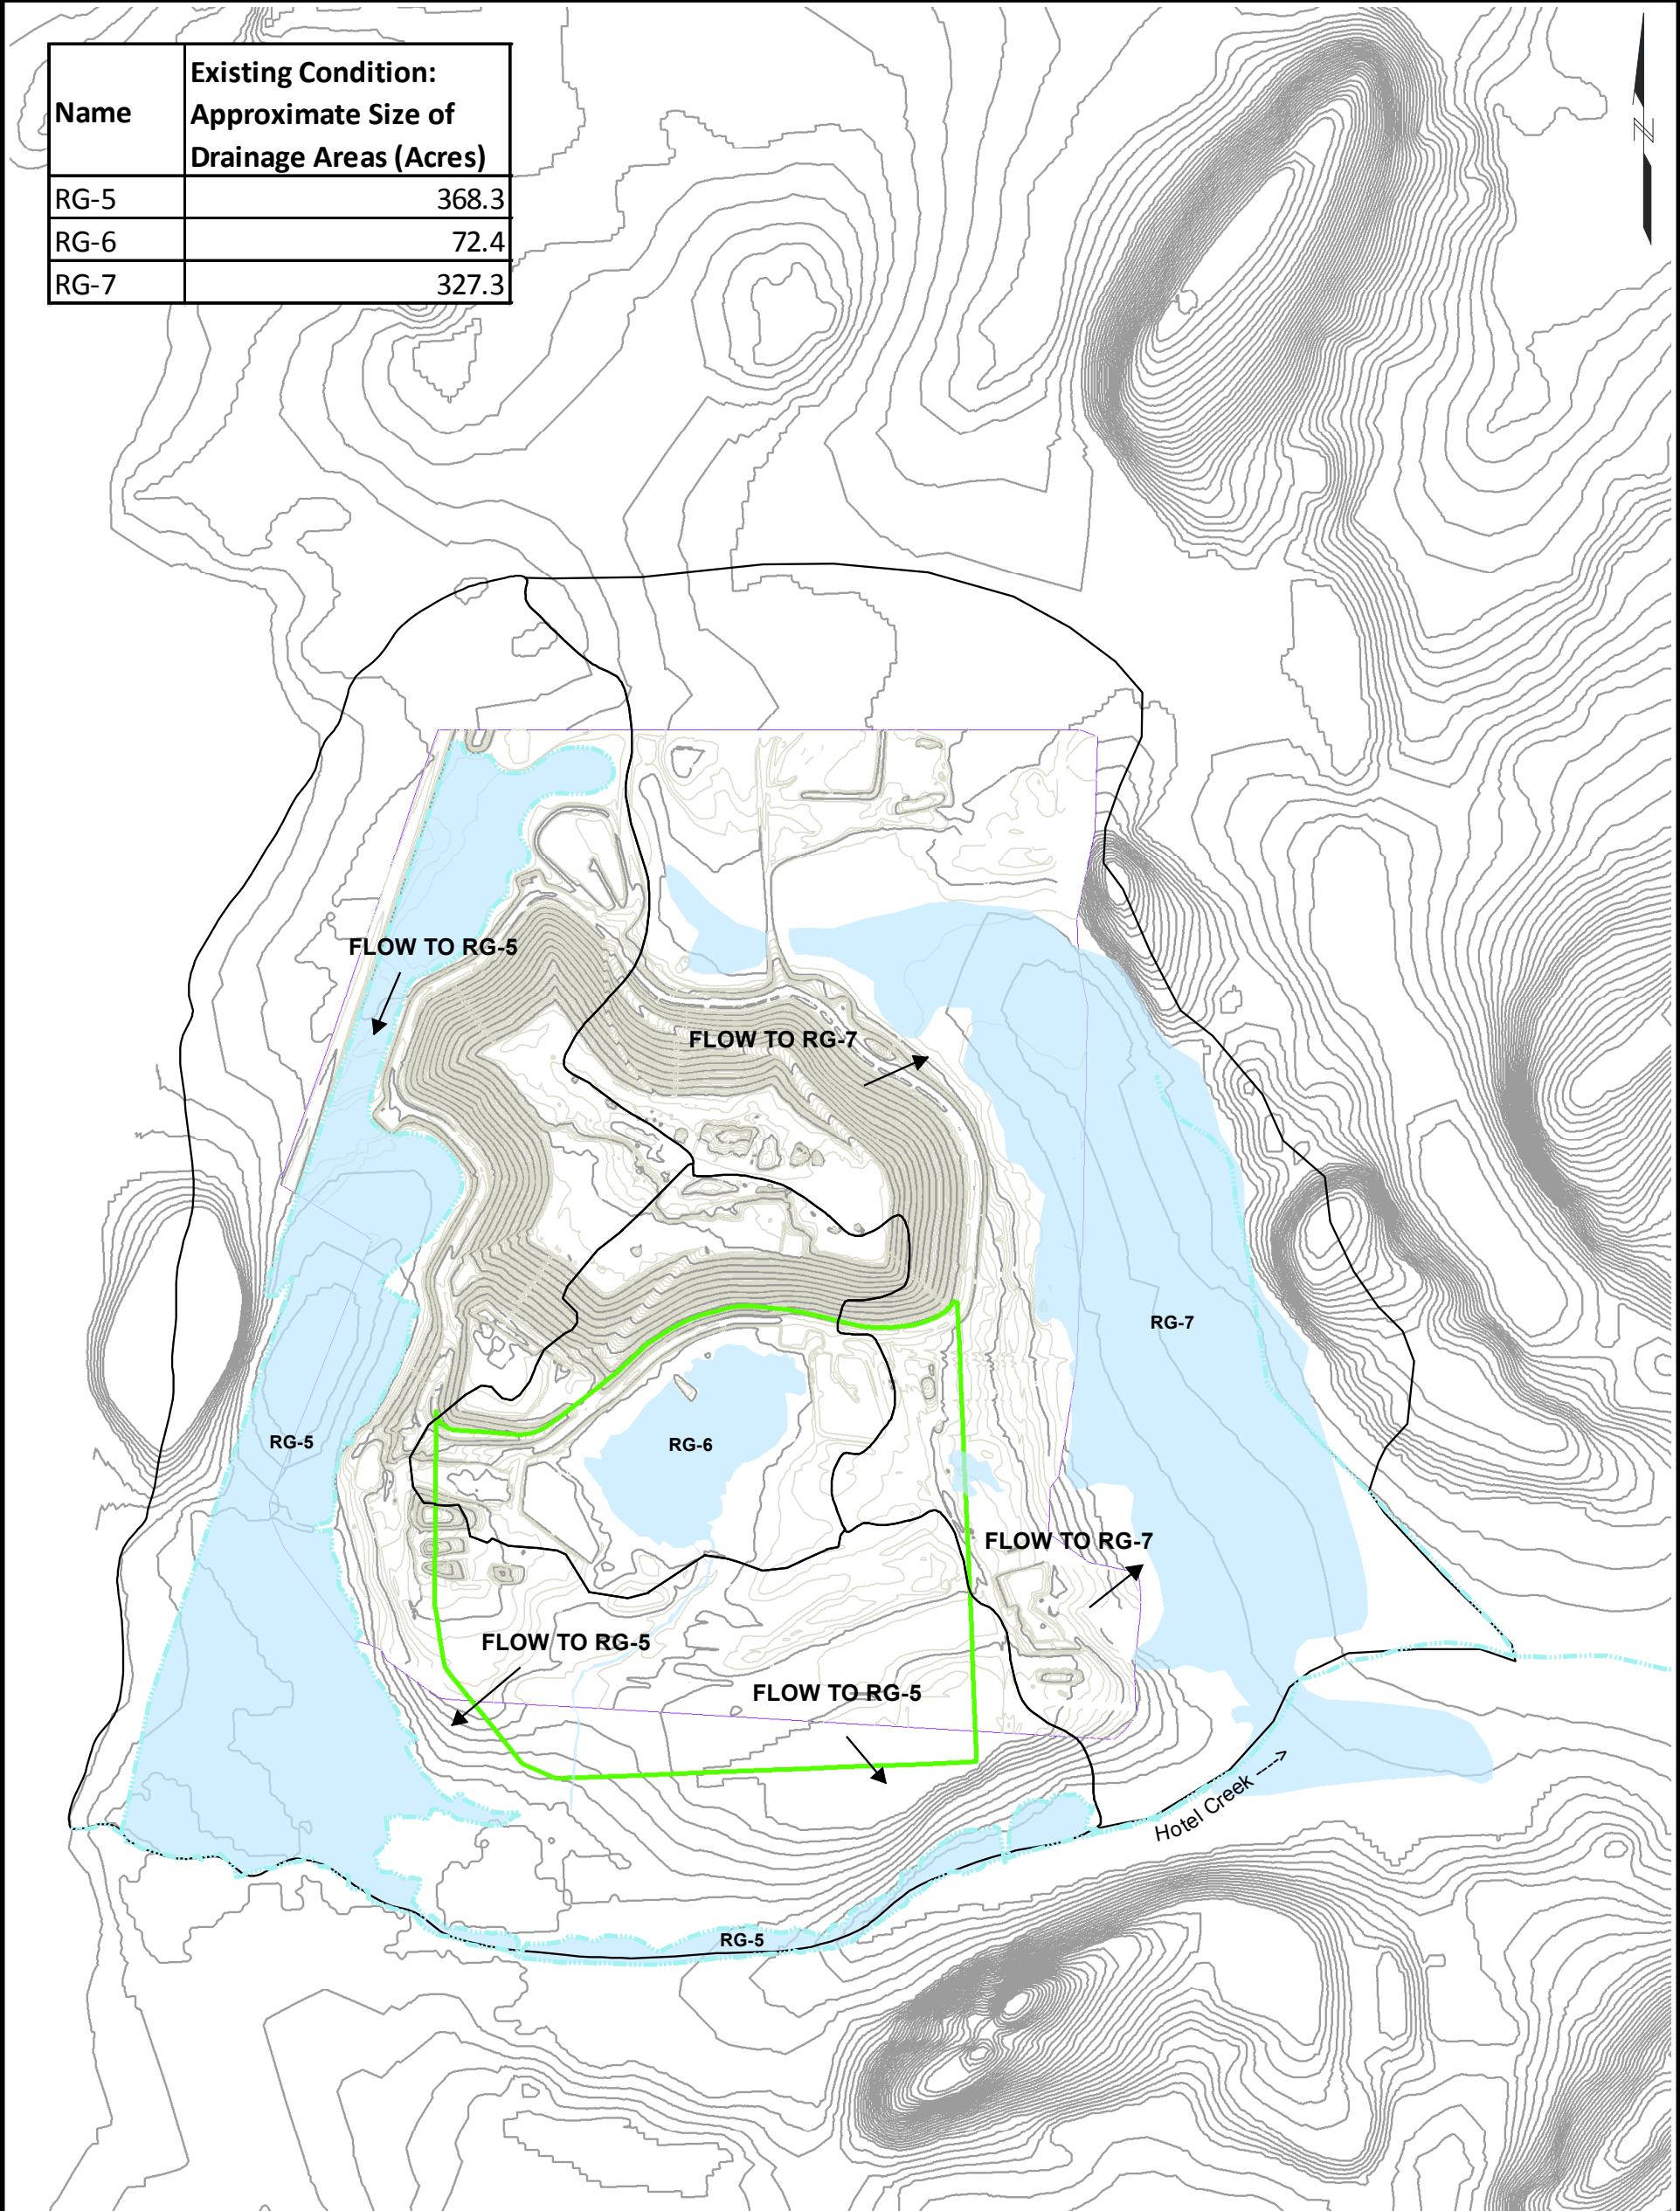 Name
Existing Condition:
Approximate Size of
Drainage Areas (Acres)
RG-5 368.3
RG-6 72.4
RG-7 327.3
N
FLOW TO RG-5
FLOW TO RG-7
RG-7
RG-5
RG-6
FLOW TO RG-7
FLOW TO RG-5
FLOW TO RG-5
Hotel Creek ---->
RG-5